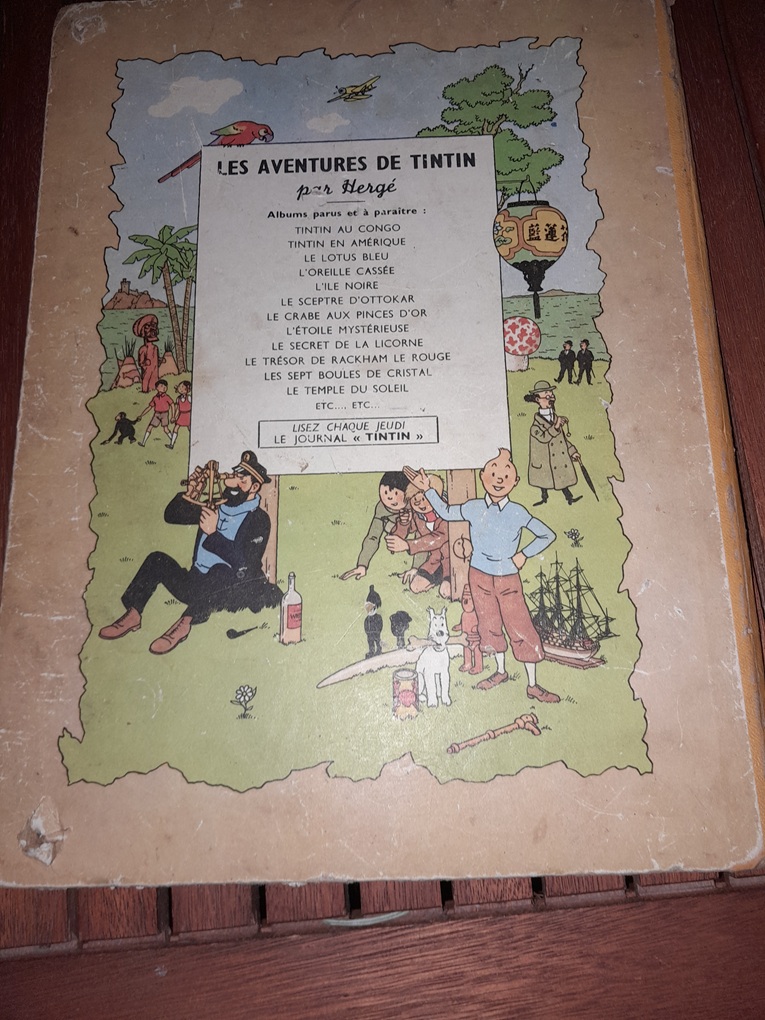 LES AVENTURES DE TINTIN
par Hergé
Albums parus et à paraître :
TINTIN AU CONGO
TINTIN EN AMÉRIQUE
LE LOTUS BLEU
L'OREILLE CASSÉE
L'ILE NOIRE
LE SCEPTRE D'OTTOKAR
LE CRABE AUX PINCES D'OR
L'ÉTOILE MYSTÉRIEUSE
LE SECRET DE LA LICORNE
LE TRÉSOR DE RACKHAM LE ROUGE
LES SEPT BOULES DE CRISTAL
LE TEMPLE DU SOLEIL
ETC.... ETC...
LISEZ CHAQUE JEUDI
LE JOURNAL « TINTIN »
藍蓮